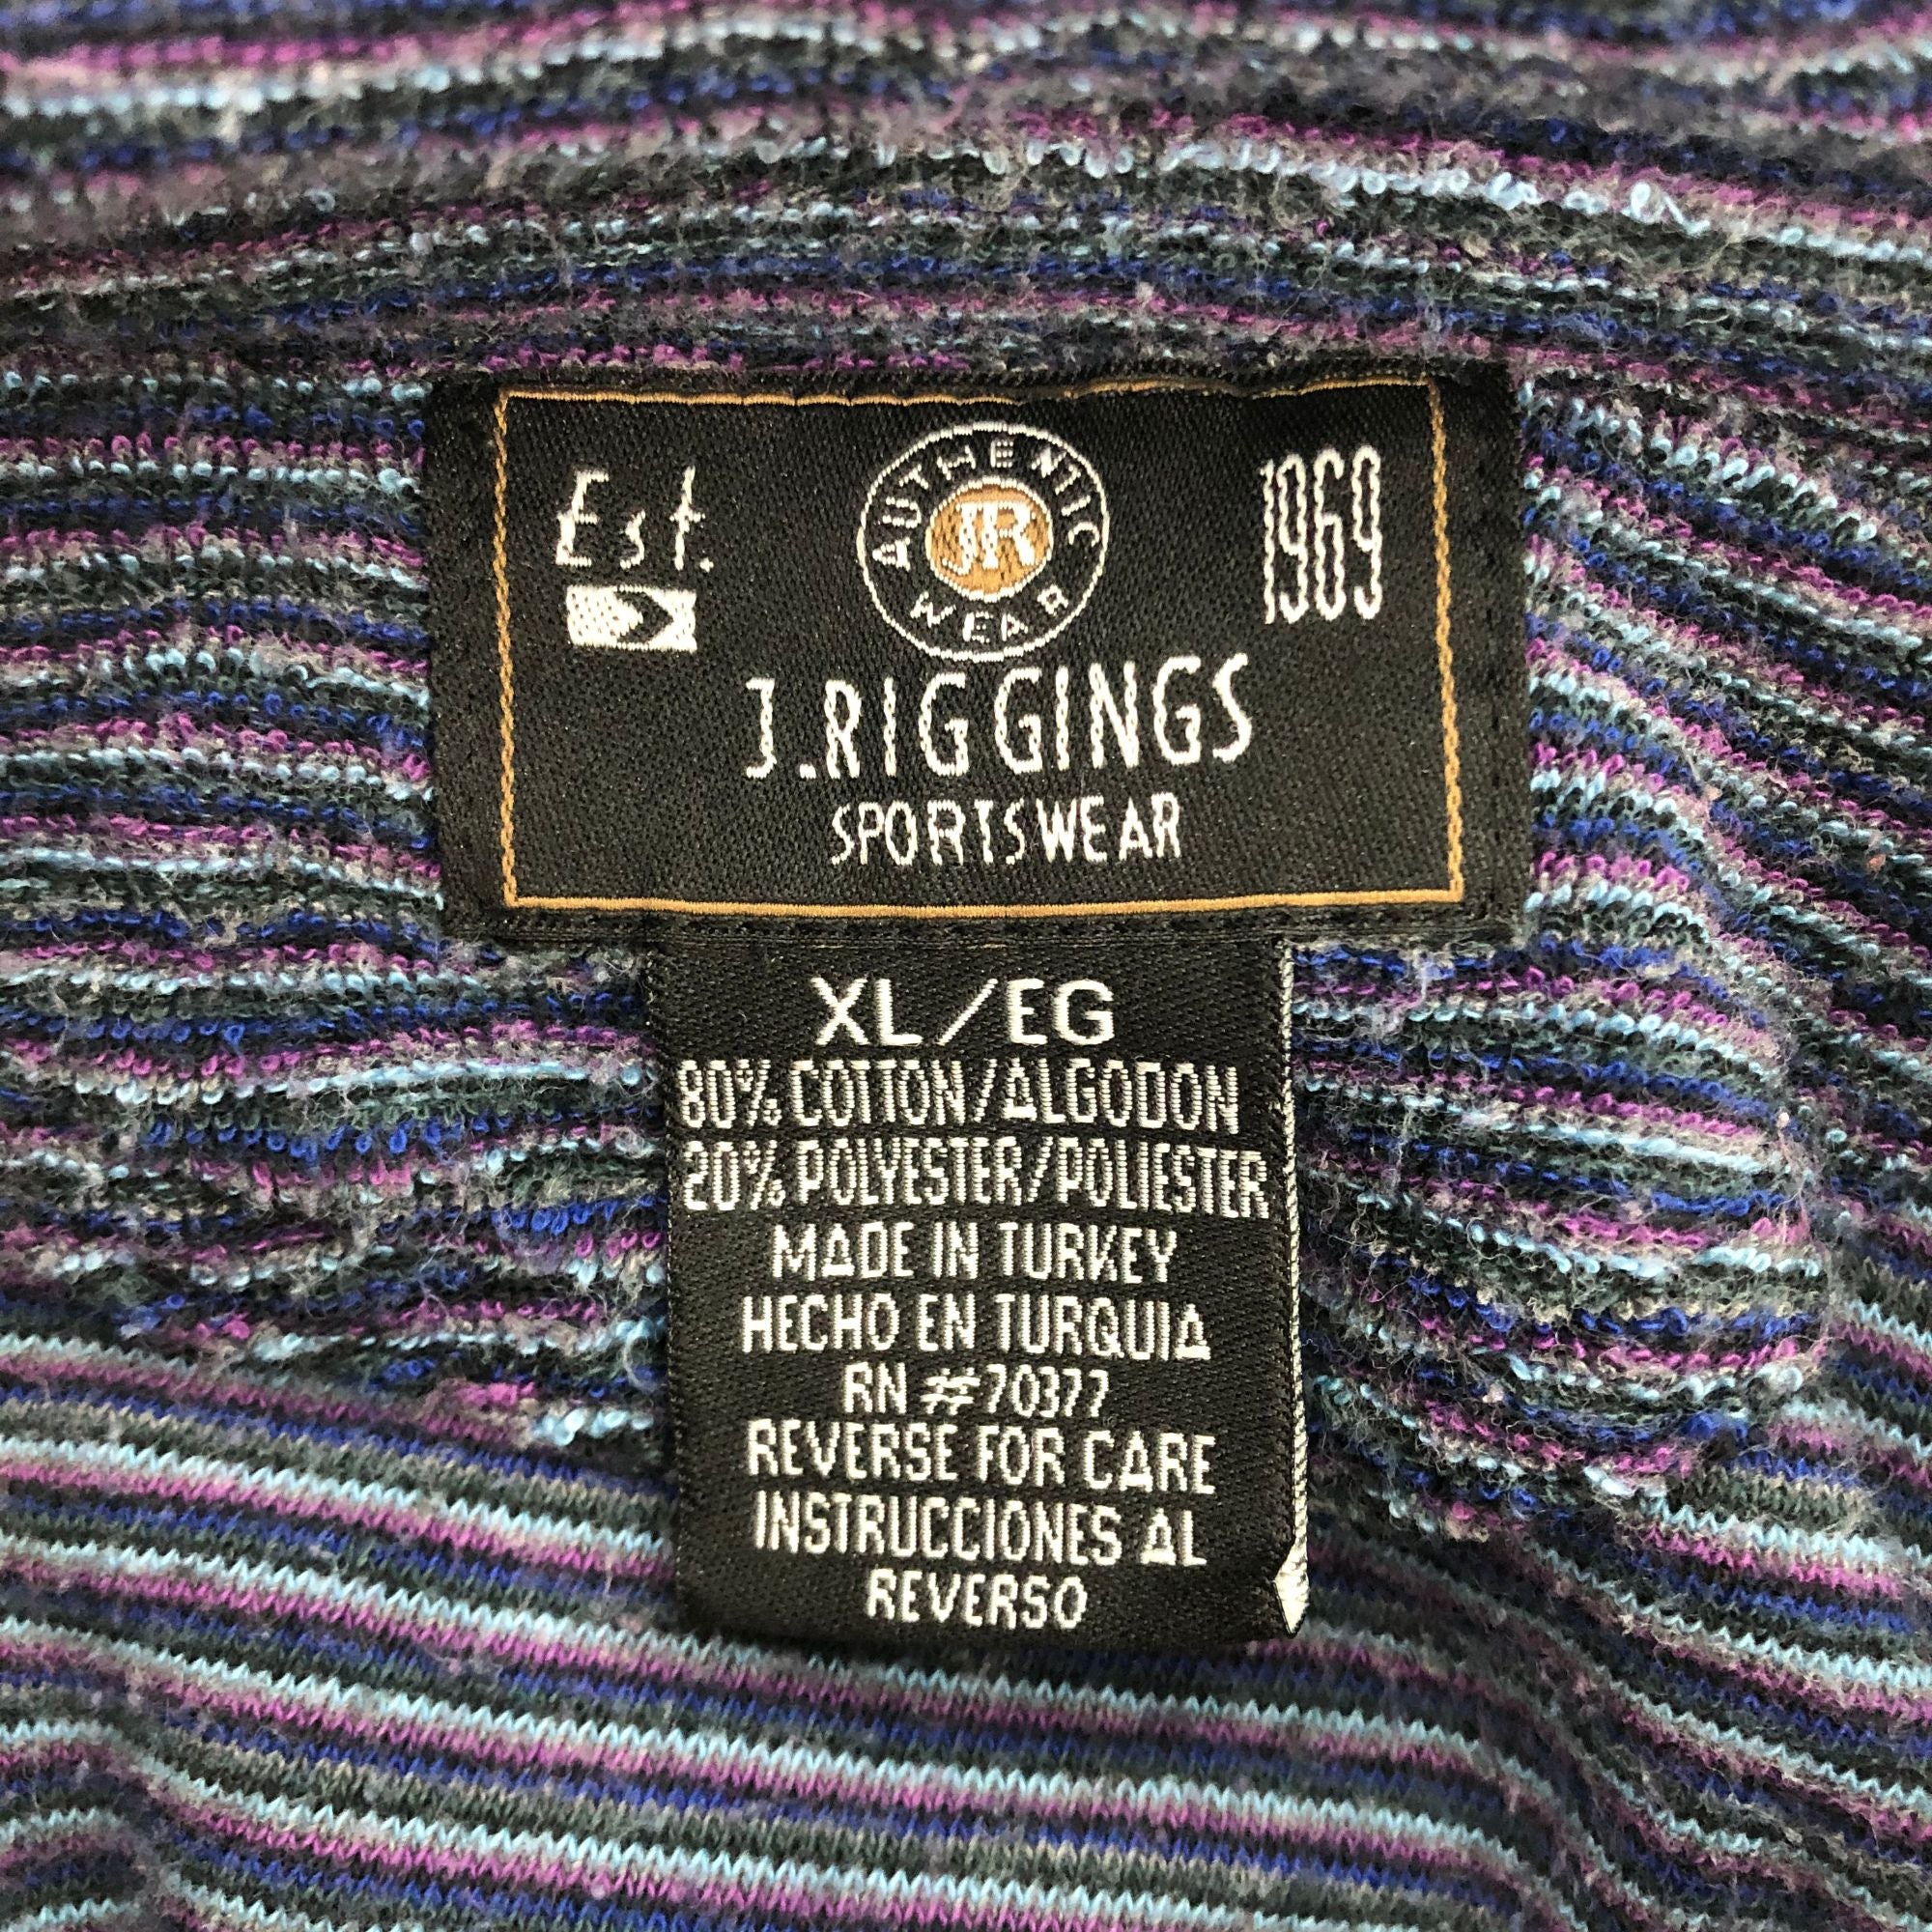 Est.
AUTHENTIC
JR
WEAR
1969
J.RIGGINGS
SPORTSWEAR
XL/EG
80% COTTON/ALGODON
20% POLYESTER/POLIESTER
MADE IN TURKEY
HECHO EN TURQUIA
RN #70377
REVERSE FOR CARE
INSTRUCCIONES AL
REVERSO